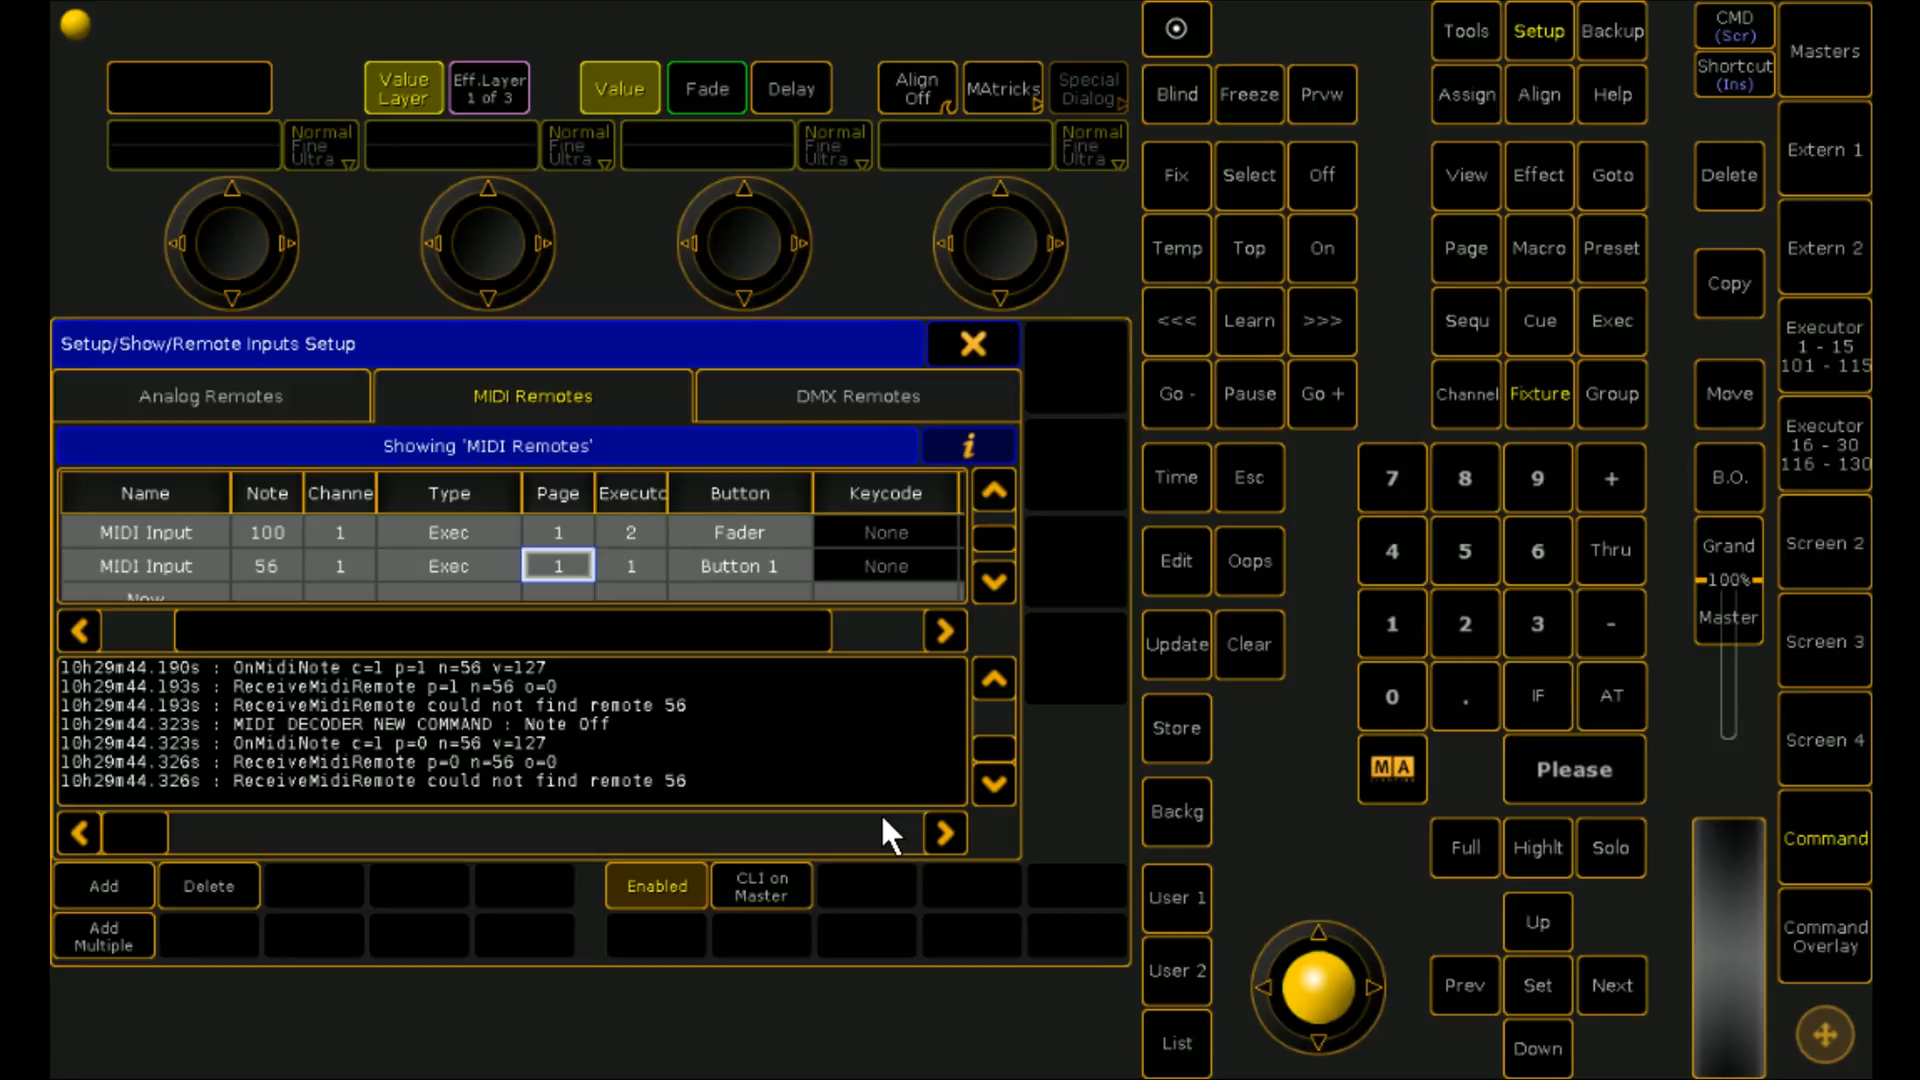 Value
Layer
Eff.Layer
1 of 3
Value
Fade
Delay
Align
Off
MAtricks
Special
Dialog
Normal
Fine
Ultra
Normal
Fine
Ultra
Normal
Fine
Ultra
Normal
Fine
Ultra
Setup/Show/Remote Inputs Setup
Analog Remotes
MIDI Remotes
DMX Remotes
Showing 'MIDI Remotes'
i
Name Note Channe Type Page Executo Button Keycode
MIDI Input 100 1 Exec 1 2 Fader None
MIDI Input 56 1 Exec 1 1 Button 1 None
New
10h29m44.190s : OnMidiNote c=1 p=1 n=56 v=127
10h29m44.193s : ReceiveMidiRemote p=1 n=56 o=0
10h29m44.193s : ReceiveMidiRemote could not find remote 56
10h29m44.323s : MIDI DECODER NEW COMMAND : Note Off
10h29m44.323s : OnMidiNote c=1 p=0 n=56 v=127
10h29m44.326s : ReceiveMidiRemote p=0 n=56 o=0
10h29m44.326s : ReceiveMidiRemote could not find remote 56
Add
Delete
Enabled
CLI on
Master
Add
Multiple
Blind Freeze Prvw
Fix Select Off
Temp Top On
<<< Learn >>>
Go - Pause Go +
Time Esc
Edit Oops
Update Clear
Store
Backg
User 1
User 2
List
Tools Setup Backup
Assign Align Help
View Effect Goto
Page Macro Preset
Sequ Cue Exec
Channel Fixture Group
7 8 9 +
4 5 6 Thru
1 2 3 -
0 . IF AT
MA
Please
Full Highlt Solo
Up
Prev Set Next
Down
CMD
(Scr)
Shortcut
(Ins)
Delete
Copy
Move
B.O.
Grand
100%
Master
Masters
Extern 1
Extern 2
Executor
1 - 15
101 - 115
Executor
16 - 30
116 - 130
Screen 2
Screen 3
Screen 4
Command
Command
Overlay